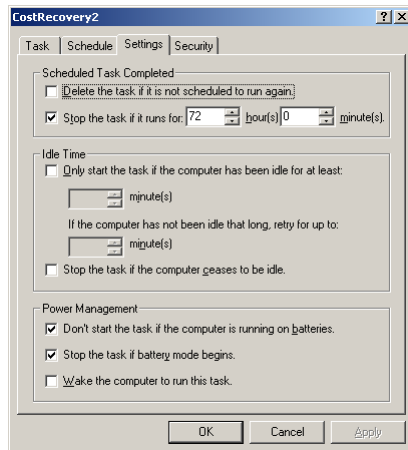 CostRecovery2
Task Schedule Settings Security
Scheduled Task Completed
Delete the task if it is not scheduled to run again.
Stop the task if it runs for: 72 hour(s) 0 minute(s).
Idle Time
Only start the task if the computer has been idle for at least:
minute(s)
If the computer has not been idle that long, retry for up to:
minute(s)
Stop the task if the computer ceases to be idle.
Power Management
Don't start the task if the computer is running on batteries.
Stop the task if battery mode begins.
Wake the computer to run this task.
OK Cancel Apply